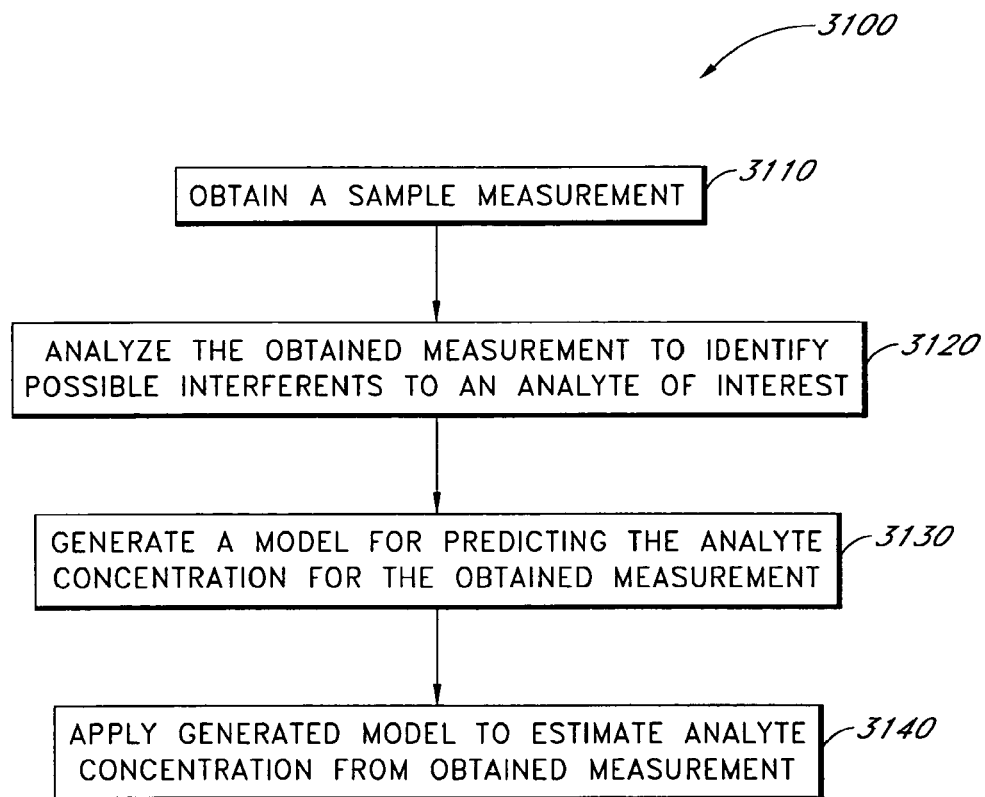 3100
OBTAIN A SAMPLE MEASUREMENT
3110
ANALYZE THE OBTAINED MEASUREMENT TO IDENTIFY
POSSIBLE INTERFERENTS TO AN ANALYTE OF INTEREST
3120
GENERATE A MODEL FOR PREDICTING THE ANALYTE
CONCENTRATION FOR THE OBTAINED MEASUREMENT
3130
APPLY GENERATED MODEL TO ESTIMATE ANALYTE
CONCENTRATION FROM OBTAINED MEASUREMENT
3140